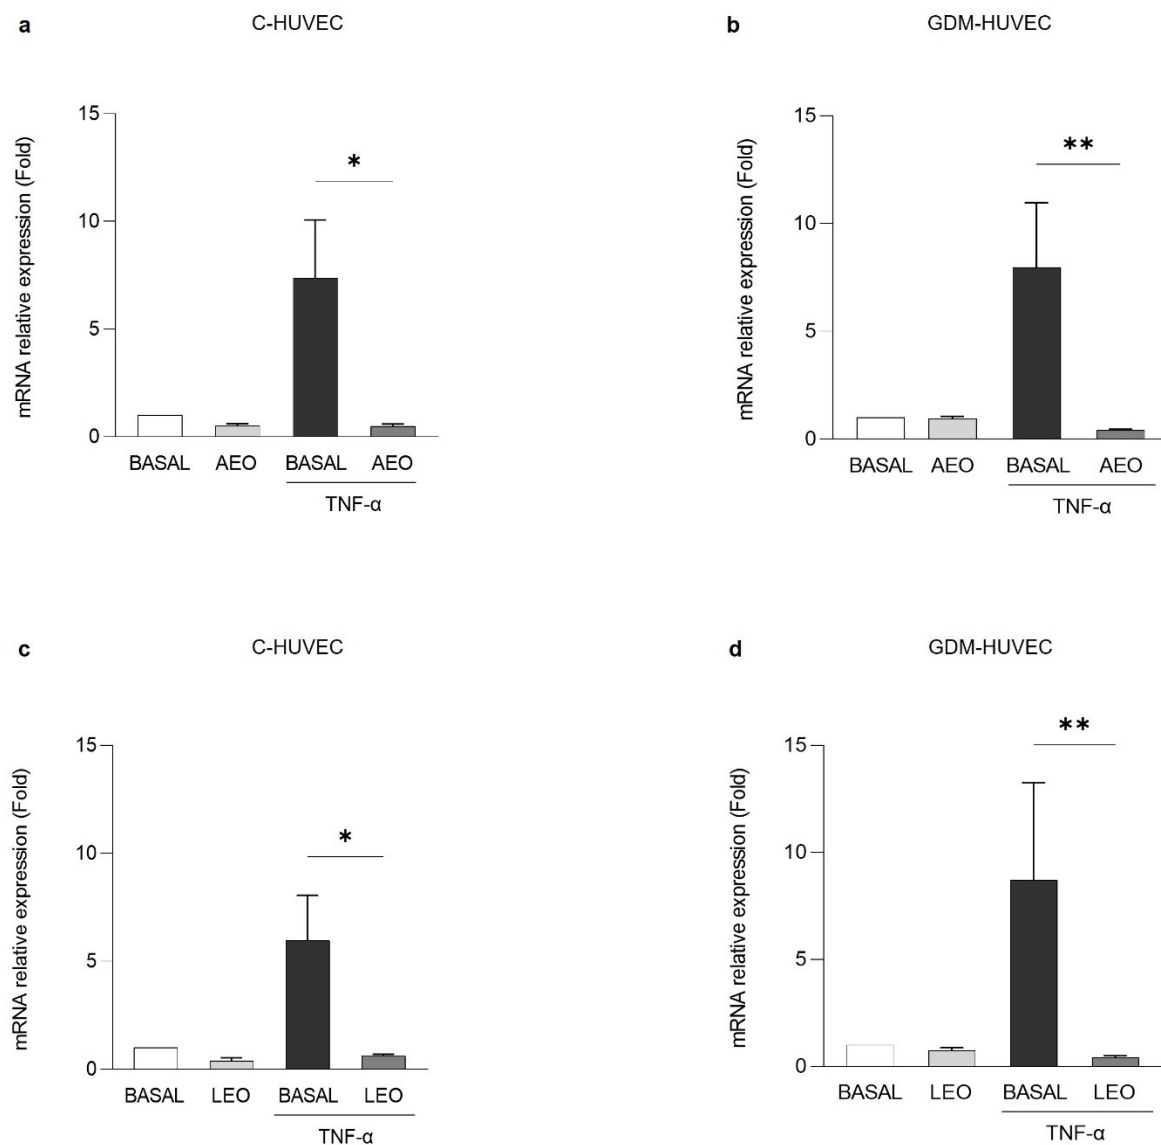 a
C-HUVEC
mRNA relative expression (Fold)
15
10
5
0
*
BASAL AEO BASAL AEO
TNF-α
b
GDM-HUVEC
mRNA relative expression (Fold)
15
10
5
0
**
BASAL AEO BASAL AEO
TNF-α
c
C-HUVEC
mRNA relative expression (Fold)
15
10
5
0
*
BASAL LEO BASAL LEO
TNF-α
d
GDM-HUVEC
mRNA relative expression (Fold)
15
10
5
0
**
BASAL LEO BASAL LEO
TNF-α